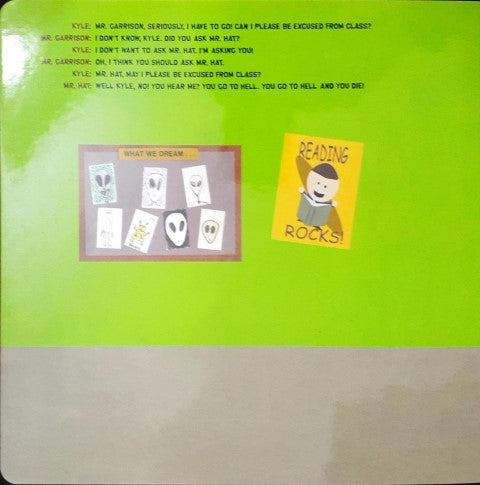 KYLE: MR. GARRISON, SERIOUSLY, I HAVE TO GO! CAN I PLEASE BE EXCUSED FROM CLASS?
MR. GARRISON: I DON'T KNOW, KYLE. DID YOU ASK MR. HAT?
KYLE: I DON'T WANT TO ASK MR. HAT. I'M ASKING YOU!
MR. GARRISON: OH, I THINK YOU SHOULD ASK MR. HAT.
KYLE: MR. HAT, MAY I PLEASE BE EXCUSED FROM CLASS?
MR. HAT: WELL KYLE, NO! YOU HEAR ME? YOU GO TO HELL. YOU GO TO HELL AND YOU DIE!
WHAT WE DREAM . . .
READING
ROCKS!